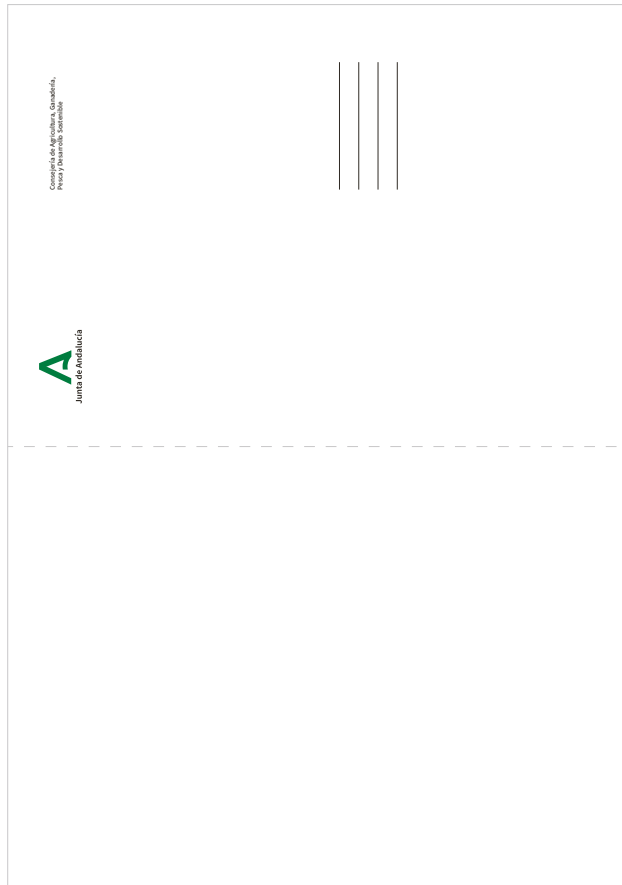 Junta de Andalucía
Consejería de Agricultura, Ganadería,
Pesca y Desarrollo Sostenible